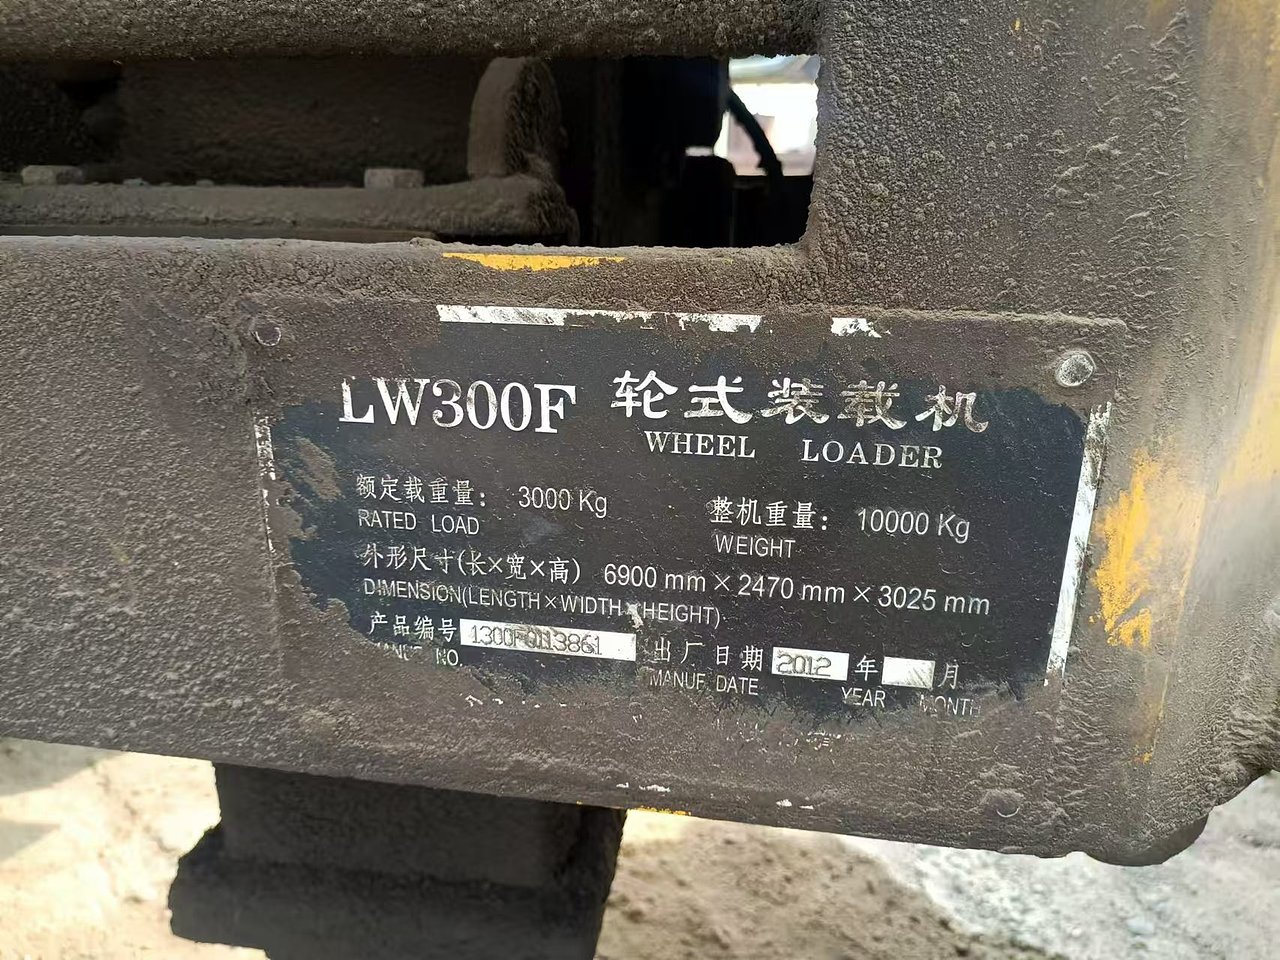 LW300F 轮式装载机
WHEEL LOADER
额定载重量： 3000 Kg 整机重量： 10000 Kg
RATED LOAD WEIGHT
外形尺寸(长×宽×高) 6900 mm × 2470 mm × 3025 mm
DIMENSION(LENGTH×WIDTH×HEIGHT)
产品编号 出厂日期 2012 年 月
MANUF NO. MANUF DATE YEAR MONTH